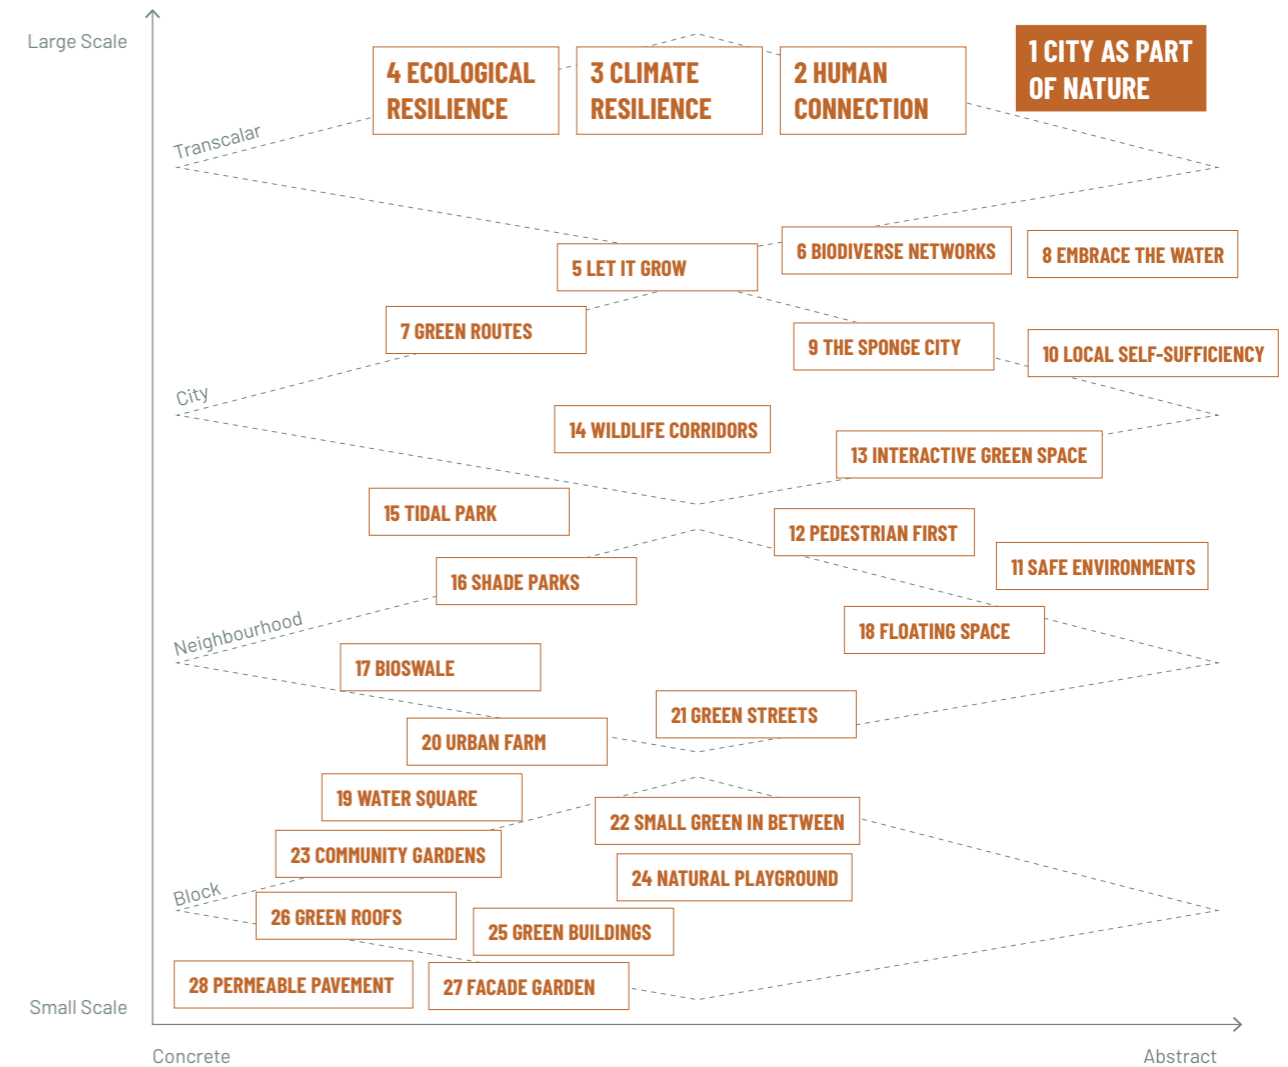 Large Scale
4 ECOLOGICAL
RESILIENCE
3 CLIMATE
RESILIENCE
2 HUMAN
CONNECTION
1 CITY AS PART
OF NATURE
Transcalar
6 BIODIVERSE NETWORKS
8 EMBRACE THE WATER
5 LET IT GROW
7 GREEN ROUTES
9 THE SPONGE CITY
10 LOCAL SELF-SUFFICIENCY
City
14 WILDLIFE CORRIDORS
13 INTERACTIVE GREEN SPACE
15 TIDAL PARK
12 PEDESTRIAN FIRST
11 SAFE ENVIRONMENTS
16 SHADE PARKS
Neighbourhood
18 FLOATING SPACE
17 BIOSWALE
21 GREEN STREETS
20 URBAN FARM
19 WATER SQUARE
22 SMALL GREEN IN BETWEEN
23 COMMUNITY GARDENS
24 NATURAL PLAYGROUND
Block
26 GREEN ROOFS
25 GREEN BUILDINGS
28 PERMEABLE PAVEMENT
27 FACADE GARDEN
Small Scale
Concrete
Abstract